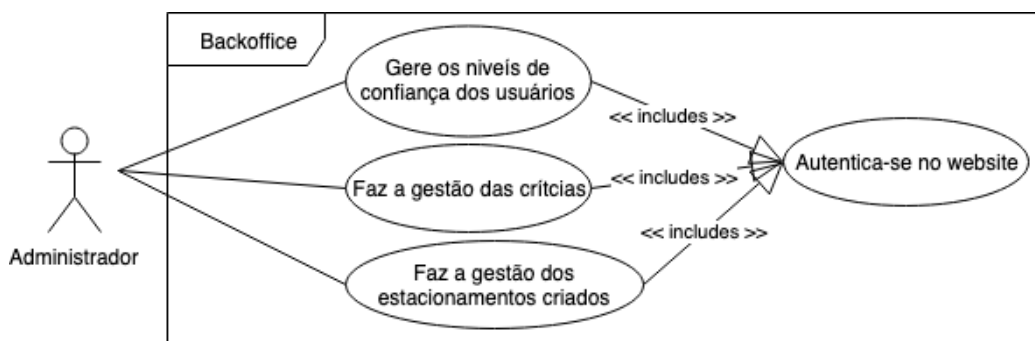 Backoffice
Gere os nivéis de
confiança dos usuários
<< includes >>
Autentica-se no website
Faz a gestão das crítcias
<< includes >>
<< includes >>
Administrador
Faz a gestão dos
estacionamentos criados